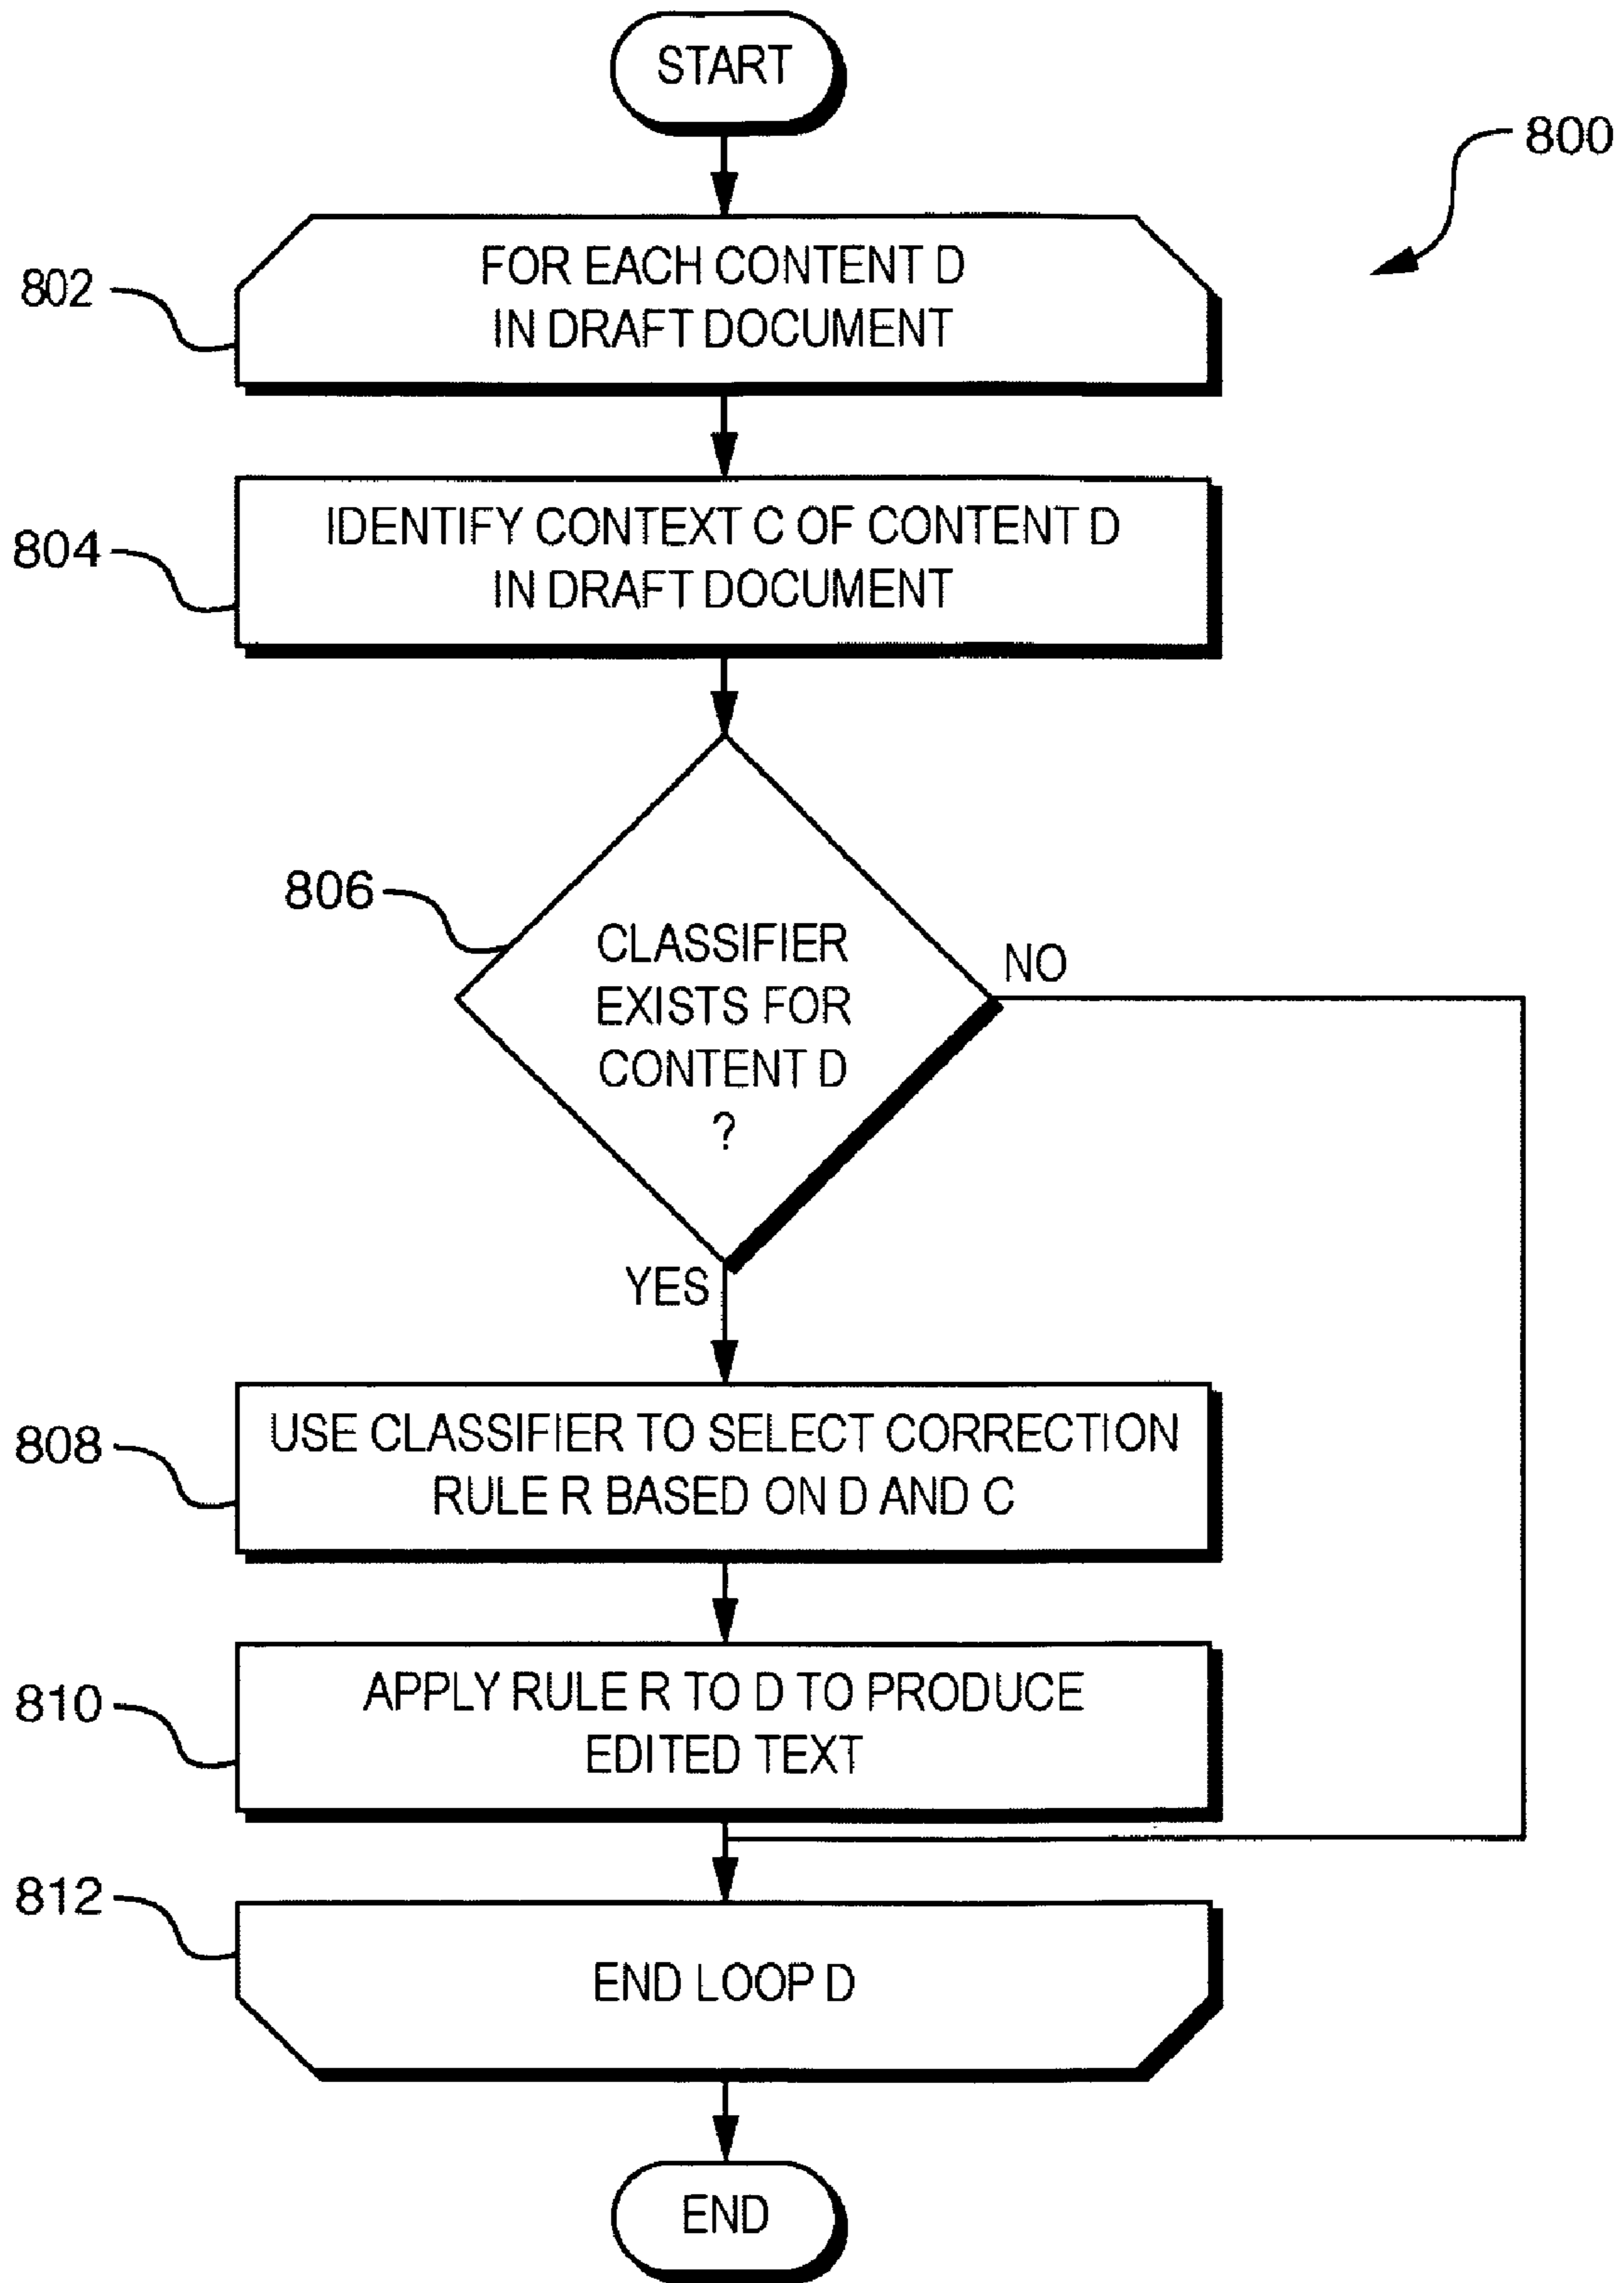 START
800
802
FOR EACH CONTENT D
IN DRAFT DOCUMENT
804
IDENTIFY CONTEXT C OF CONTENT D
IN DRAFT DOCUMENT
806
CLASSIFIER
EXISTS FOR
CONTENT D
?
NO
YES
808
USE CLASSIFIER TO SELECT CORRECTION
RULE R BASED ON D AND C
810
APPLY RULE R TO D TO PRODUCE
EDITED TEXT
812
END LOOP D
END